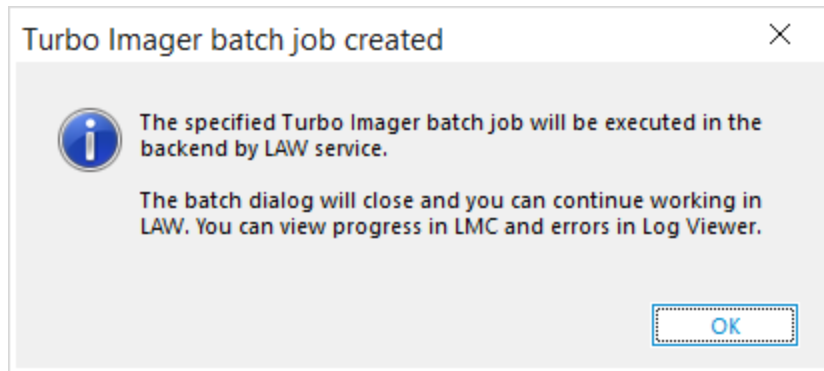 Turbo Imager batch job created
The specified Turbo Imager batch job will be executed in the
backend by LAW service.
The batch dialog will close and you can continue working in
LAW. You can view progress in LMC and errors in Log Viewer.
OK